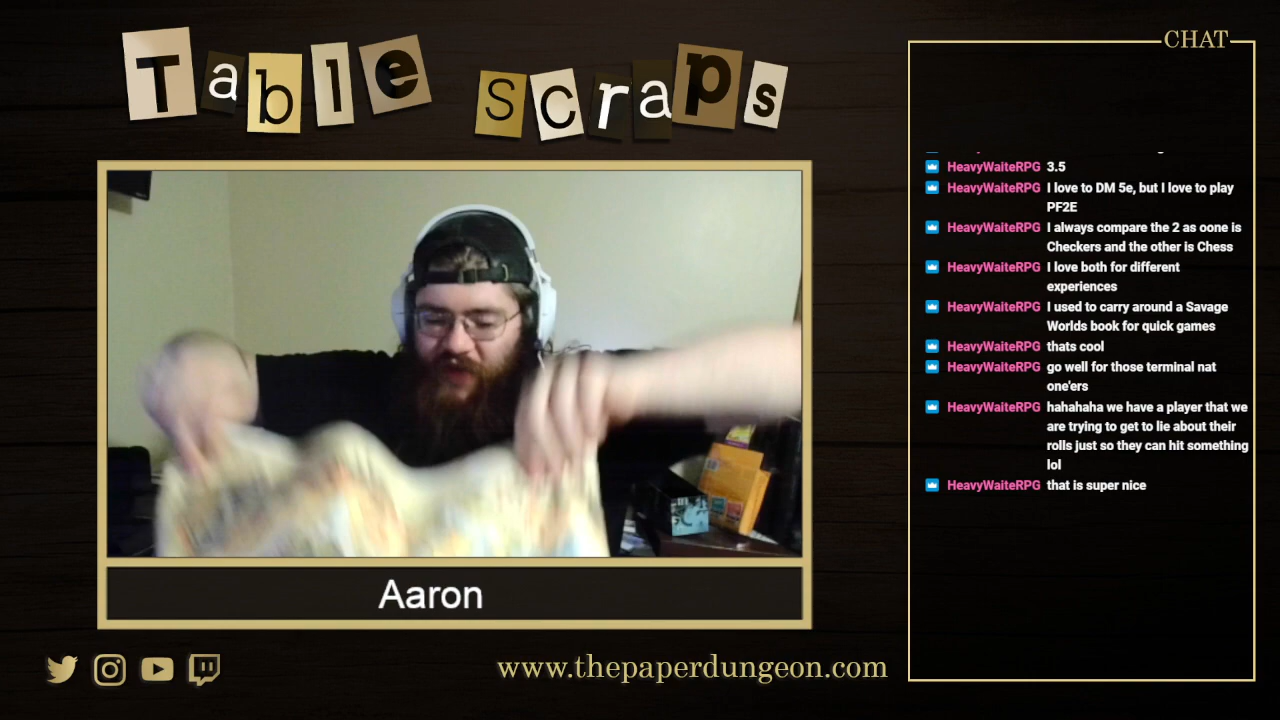 Table Scraps
CHAT
HeavyWaiteRPG 3.5
HeavyWaiteRPG I love to DM 5e, but I love to play
PF2E
HeavyWaiteRPG I always compare the 2 as oone is
Checkers and the other is Chess
HeavyWaiteRPG I love both for different
experiences
HeavyWaiteRPG I used to carry around a Savage
Worlds book for quick games
HeavyWaiteRPG thats cool
HeavyWaiteRPG go well for those terminal nat
one'ers
HeavyWaiteRPG hahahaha we have a player that we
are trying to get to lie about their
rolls just so they can hit something
lol
HeavyWaiteRPG that is super nice
Aaron
www.thepaperdungeon.com